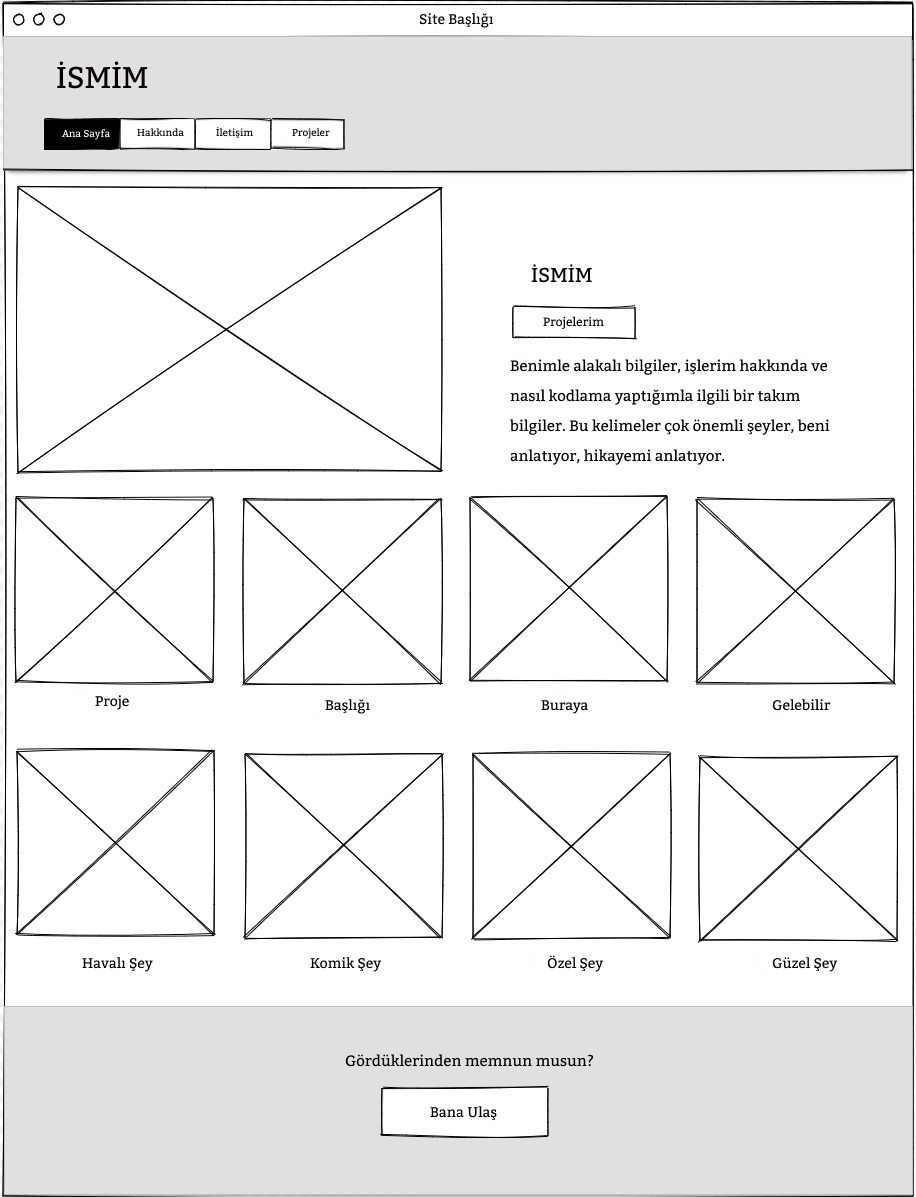 Site Başlığı
İSMİM
Ana Sayfa Hakkında İletişim Projeler
İSMİM
Projelerim
Benimle alakalı bilgiler, işlerim hakkında ve
nasıl kodlama yaptığımla ilgili bir takım
bilgiler. Bu kelimeler çok önemli şeyler, beni
anlatıyor, hikayemi anlatıyor.
Proje Başlığı Buraya Gelebilir
Havalı Şey Komik Şey Özel Şey Güzel Şey
Gördüklerinden memnun musun?
Bana Ulaş